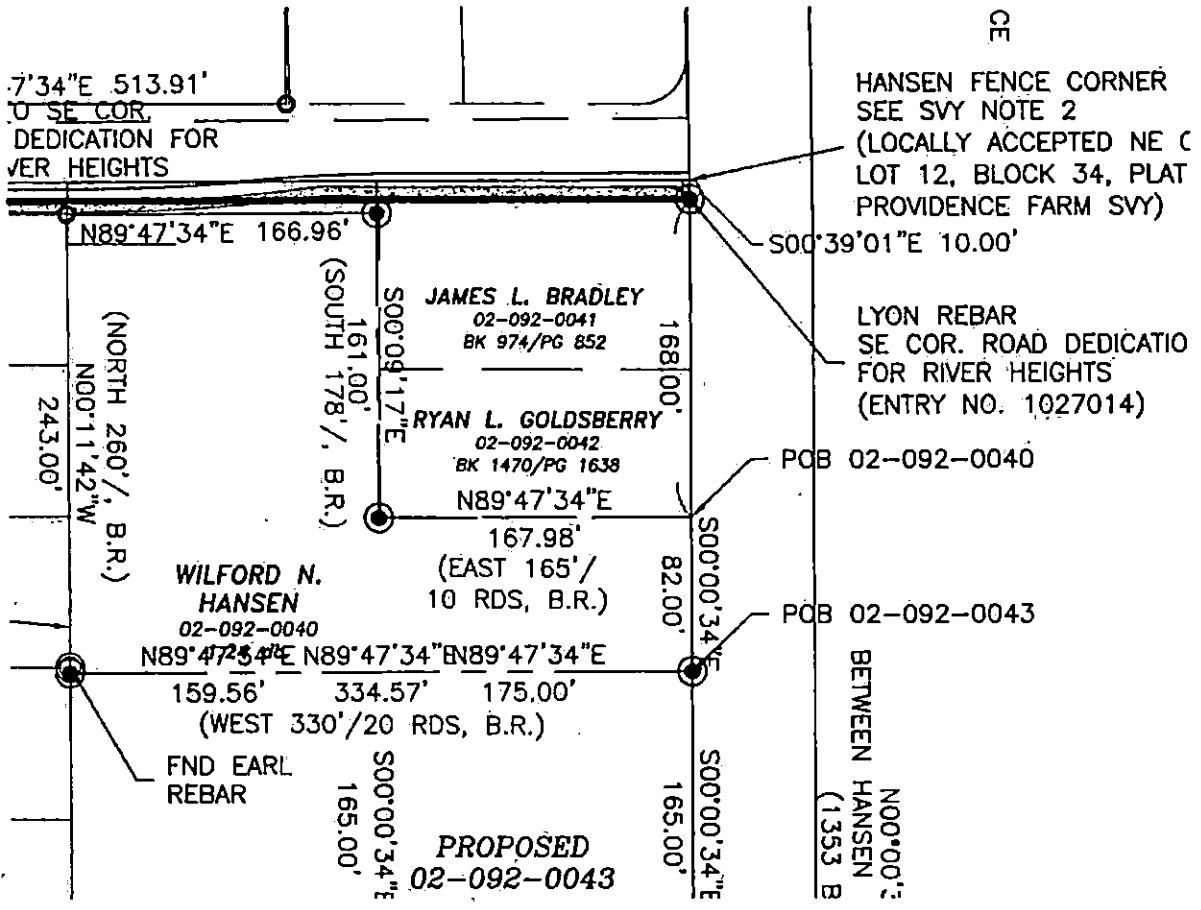 CE
7'34"E 513.91'
O SE COR.
DEDICATION FOR
VER HEIGHTS
HANSEN FENCE CORNER
SEE SVY NOTE 2
(LOCALLY ACCEPTED NE C
LOT 12, BLOCK 34, PLAT
PROVIDENCE FARM SVY)
S00°39'01"E 10.00'
N89°47'34"E 166.96'
LYON REBAR
SE COR. ROAD DEDICATIO
FOR RIVER HEIGHTS
(ENTRY NO. 1027014)
JAMES L. BRADLEY
02-092-0041
BK 974/PG 852
(SOUTH 178'/, B.R.)
161.00'
S00°09'17"E
168.00'
RYAN L. GOLDSBERRY
02-092-0042
BK 1470/PG 1638
(NORTH 260'/, B.R.)
N00°11'42"W
243.00'
POB 02-092-0040
N89°47'34"E
167.98'
(EAST 165'/
10 RDS, B.R.)
S00°00'34"E
82.00'
WILFORD N.
HANSEN
02-092-0040
POB 02-092-0043
N89°47'34"E N89°47'34"E N89°47'34"E
159.56' 334.57' 175.00'
(WEST 330'/20 RDS, B.R.)
FND EARL
REBAR
S00°00'34"E
165.00'
S00°00'34"E
165.00'
PROPOSED
02-092-0043
N00°00'3
BETWEEN HANSEN
(1353 B